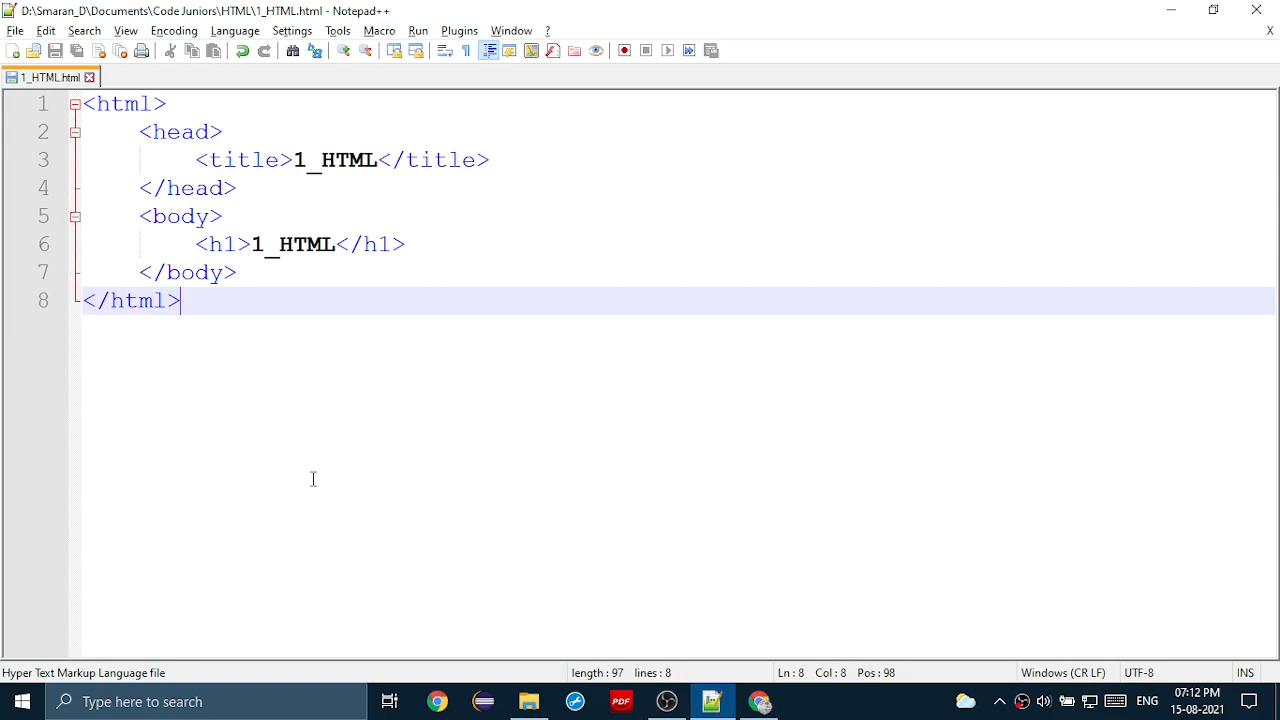 D:\Smaran_D\Documents\Code Juniors\HTML\1_HTML.html - Notepad++
File Edit Search View Encoding Language Settings Tools Macro Run Plugins Window ? X
1_HTML.html
1 <html>
2 <head>
3 <title>1_HTML</title>
4 </head>
5 <body>
6 <h1>1_HTML</h1>
7 </body>
8 </html>
Hyper Text Markup Language file length : 97 lines : 8 Ln : 8 Col : 8 Pos : 98 Windows (CR LF) UTF-8 INS
Type here to search PDF ENG 07:12 PM
15-08-2021